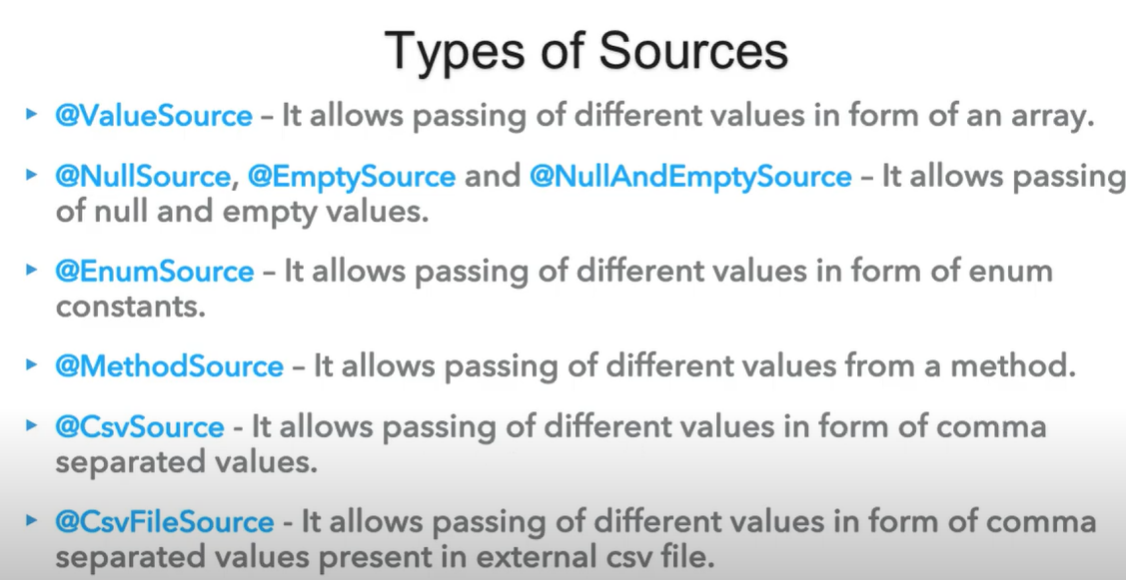 Types of Sources
@ValueSource – It allows passing of different values in form of an array.
@NullSource, @EmptySource and @NullAndEmptySource – It allows passing
of null and empty values.
@EnumSource – It allows passing of different values in form of enum
constants.
@MethodSource – It allows passing of different values from a method.
@CsvSource - It allows passing of different values in form of comma
separated values.
@CsvFileSource - It allows passing of different values in form of comma
separated values present in external csv file.